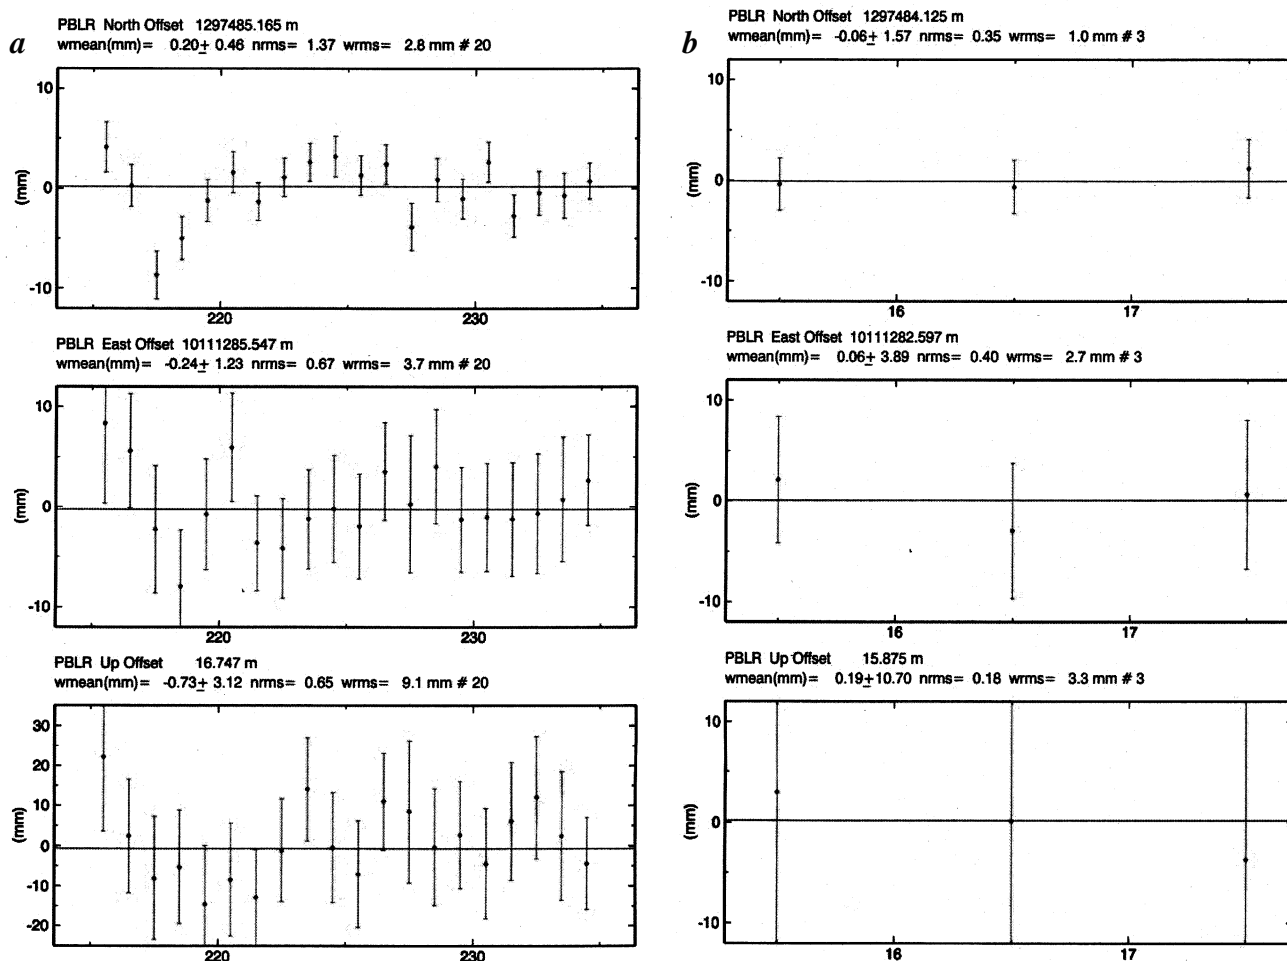 a
PBLR North Offset 1297485.165 m
wmean(mm)= 0.20± 0.46 nrms= 1.37 wrms= 2.8 mm # 20
10
0
-10
(mm)
220
230
PBLR East Offset 10111285.547 m
wmean(mm)= -0.24± 1.23 nrms= 0.67 wrms= 3.7 mm # 20
10
0
-10
(mm)
220
230
PBLR Up Offset 16.747 m
wmean(mm)= -0.73± 3.12 nrms= 0.65 wrms= 9.1 mm # 20
30
20
10
0
-10
-20
(mm)
220
230
b
PBLR North Offset 1297484.125 m
wmean(mm)= -0.06± 1.57 nrms= 0.35 wrms= 1.0 mm # 3
10
0
-10
(mm)
16
17
PBLR East Offset 10111282.597 m
wmean(mm)= 0.06± 3.89 nrms= 0.40 wrms= 2.7 mm # 3
10
0
-10
(mm)
16
17
PBLR Up Offset 15.875 m
wmean(mm)= 0.19±10.70 nrms= 0.18 wrms= 3.3 mm # 3
10
0
-10
(mm)
16
17